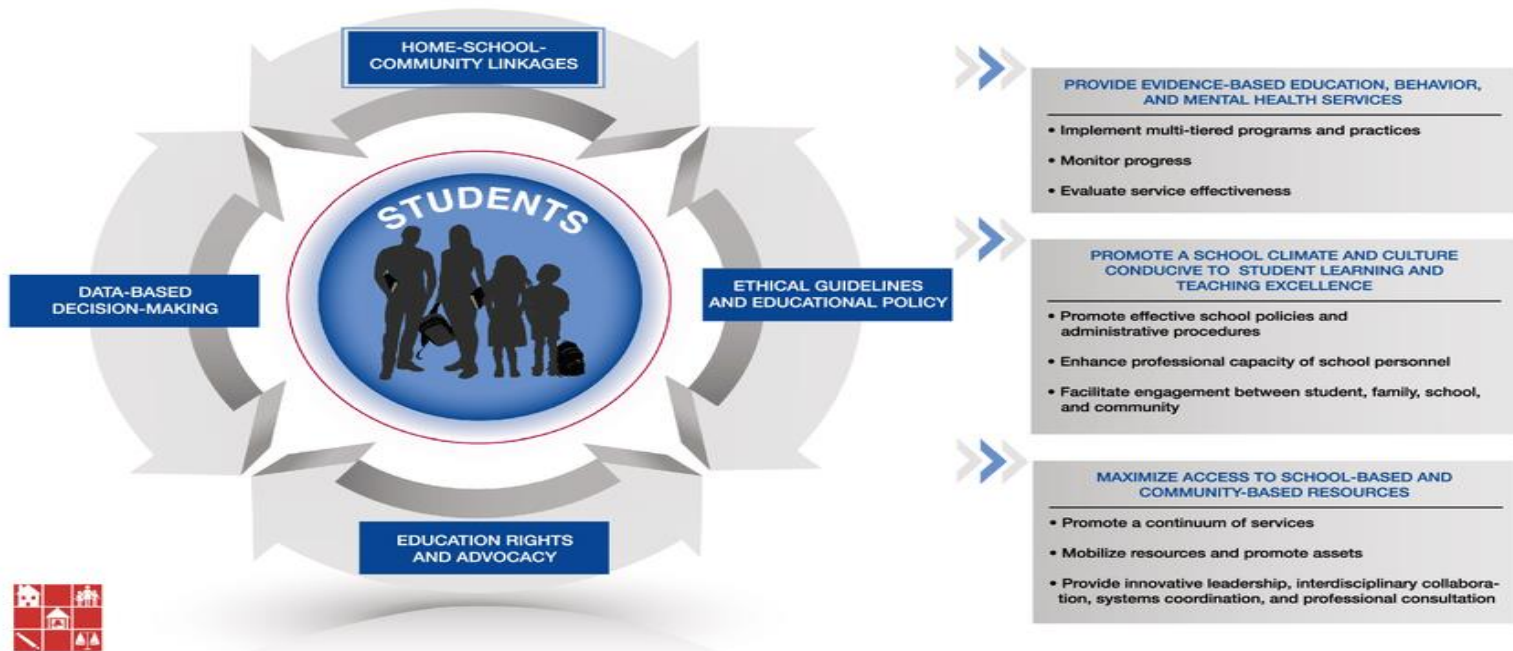 HOME-SCHOOL-
COMMUNITY LINKAGES
STUDENTS
DATA-BASED
DECISION-MAKING
ETHICAL GUIDELINES
AND EDUCATIONAL POLICY
EDUCATION RIGHTS
AND ADVOCACY
PROVIDE EVIDENCE-BASED EDUCATION, BEHAVIOR,
AND MENTAL HEALTH SERVICES
• Implement multi-tiered programs and practices
• Monitor progress
• Evaluate service effectiveness
PROMOTE A SCHOOL CLIMATE AND CULTURE
CONDUCIVE TO STUDENT LEARNING AND
TEACHING EXCELLENCE
• Promote effective school policies and
administrative procedures
• Enhance professional capacity of school personnel
• Facilitate engagement between student, family, school,
and community
MAXIMIZE ACCESS TO SCHOOL-BASED AND
COMMUNITY-BASED RESOURCES
• Promote a continuum of services
• Mobilize resources and promote assets
• Provide innovative leadership, interdisciplinary collabora-
tion, systems coordination, and professional consultation